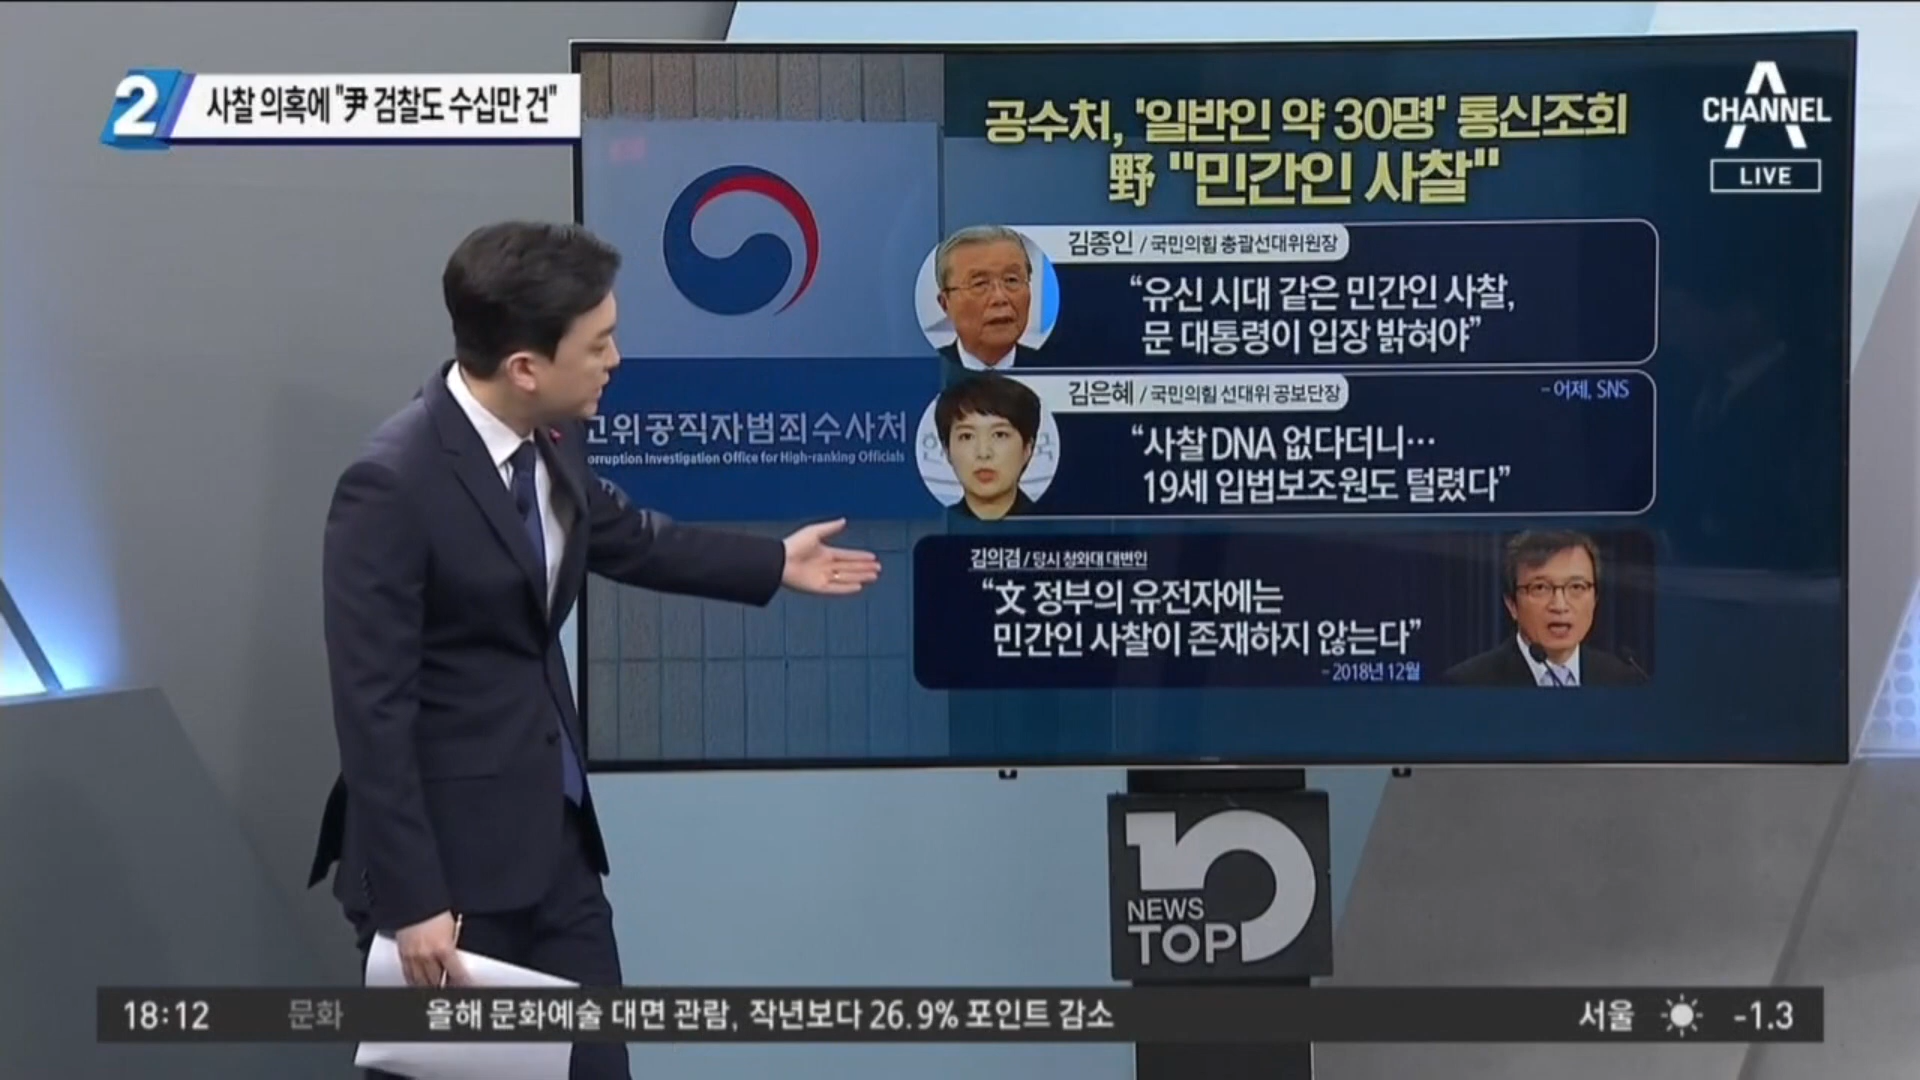 2
사찰 의혹에 "尹 검찰도 수십만 건"
공수처, '일반인 약 30명' 통신조회
野 "민간인 사찰"
CHANNEL A
LIVE
김종인 / 국민의힘 총괄선대위원장
“유신 시대 같은 민간인 사찰,
문 대통령이 입장 밝혀야”
- 어제, SNS
김은혜 / 국민의힘 선대위 공보단장
“사찰 DNA 없다더니…
19세 입법보조원도 털렸다”
김의겸 / 당시 청와대 대변인
“文 정부의 유전자에는
민간인 사찰이 존재하지 않는다”
- 2018년 12월
고위공직자범죄수사처
orruption Investigation Office for High-ranking Officials
10
NEWS
TOP
18:12 문화 올해 문화예술 대면 관람, 작년보다 26.9% 포인트 감소 서울 -1.3